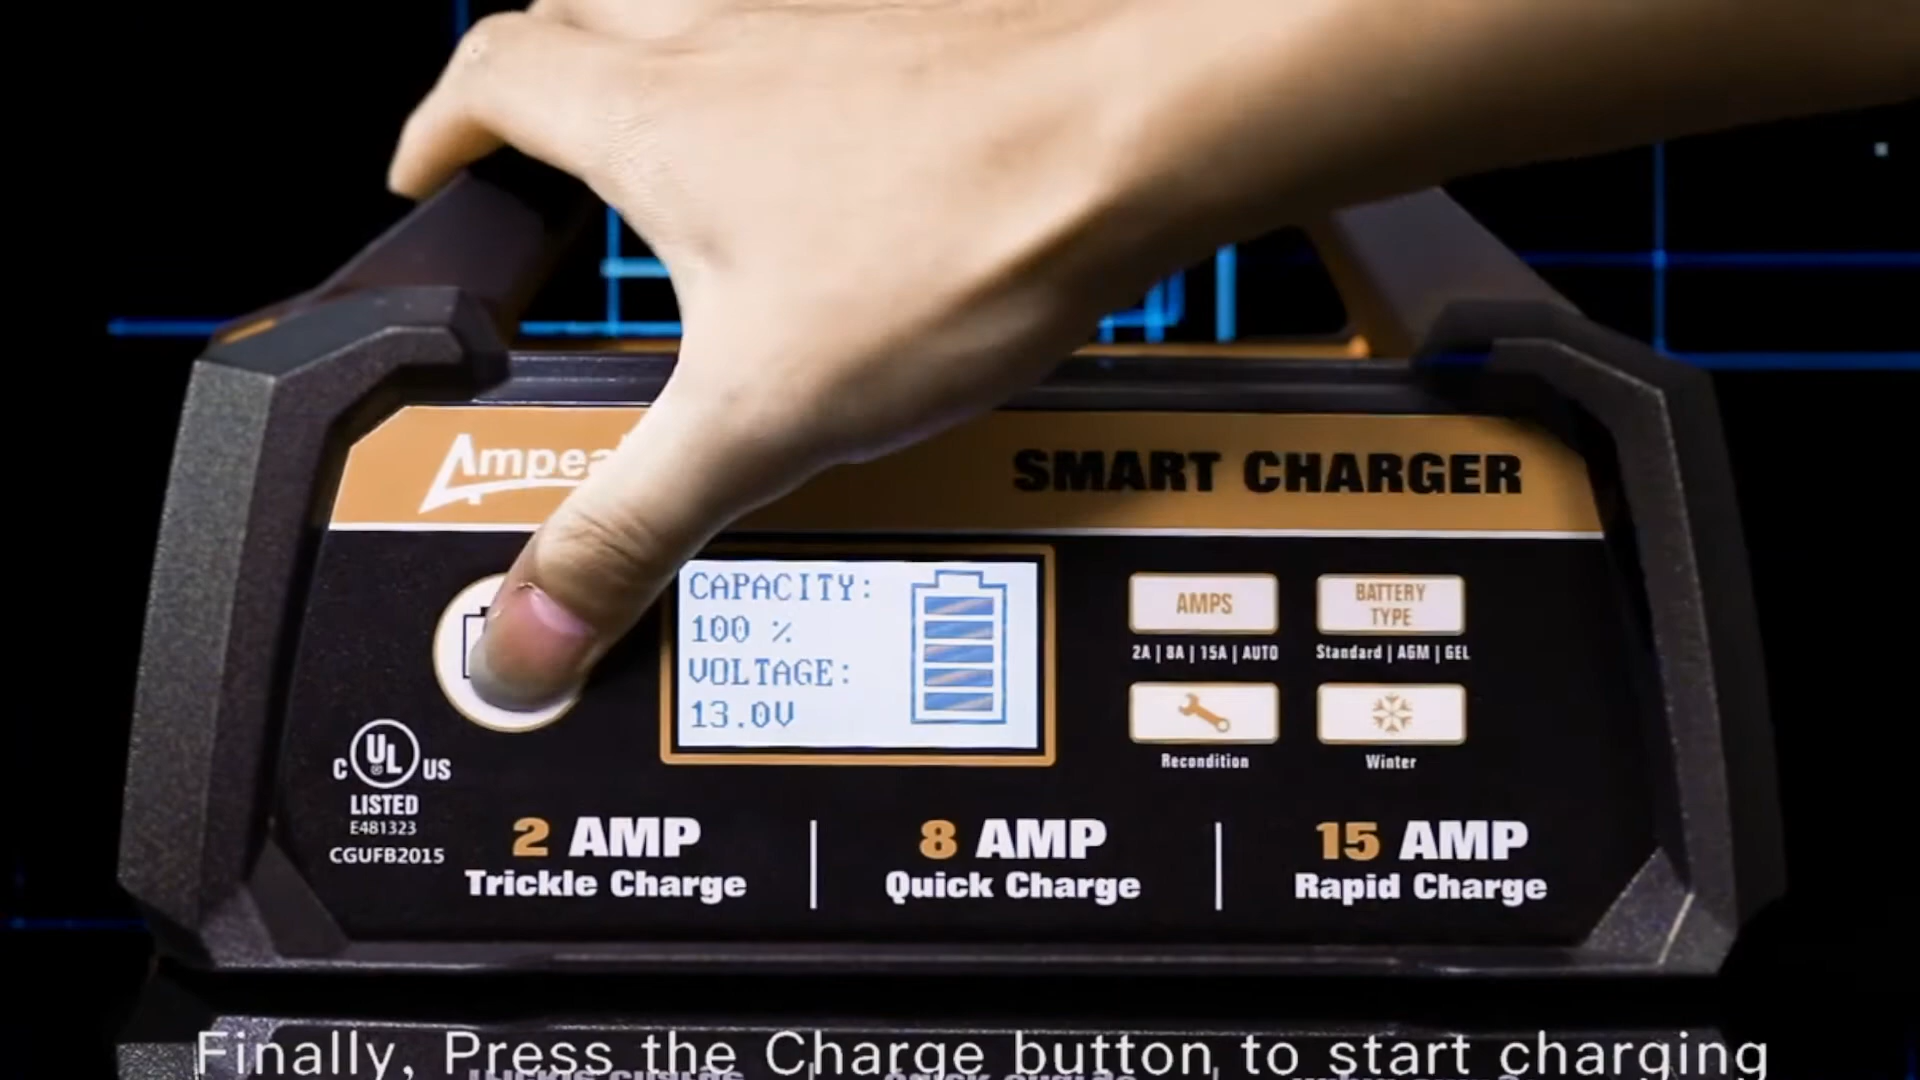 SMART CHARGER
CAPACITY:
100 %
VOLTAGE:
13.0V
AMPS
2A | 8A | 15A | AUTO
BATTERY
TYPE
Standard | AGM | GEL
Recondition
Winter
C UL US
LISTED
E481323
CGUFB2015
2 AMP
Trickle Charge
8 AMP
Quick Charge
15 AMP
Rapid Charge
Finally, Press the Charge button to start charging